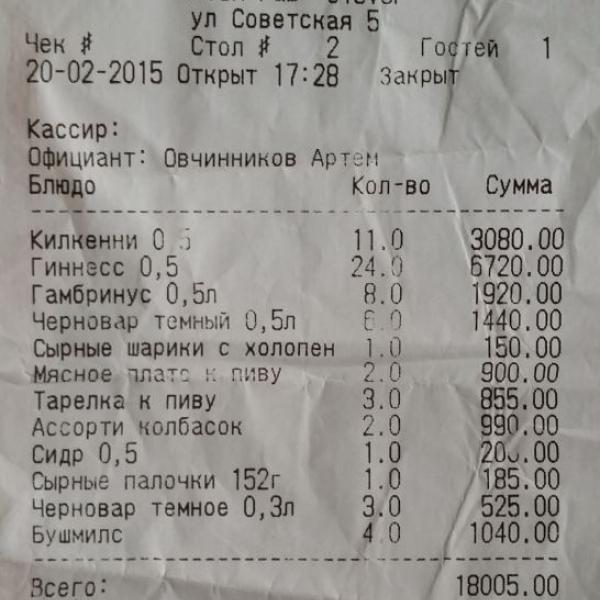 ул Советская 5
Чек # Стол # 2 Гостей 1
20-02-2015 Открыт 17:28 Закрыт
Кассир:
Официант: Овчинников Артем
Блюдо Кол-во Сумма
Килкенни 0 5 11.0 3080.00
Гиннесс 0,5 24.0 6720.00
Гамбринус 0,5л 8.0 1920.00
Черновар темный 0,5л 6.0 1440.00
Сырные шарики с холопен 1.0 150.00
Мясное плато к пиву 2.0 900.00
Тарелка к пиву 3.0 855.00
Ассорти колбасок 2.0 990.00
Сидр 0,5 1.0 200.00
Сырные палочки 152г 1.0 185.00
Черновар темное 0,3л 3.0 525.00
Бушмилс 4.0 1040.00
Всего: 18005.00